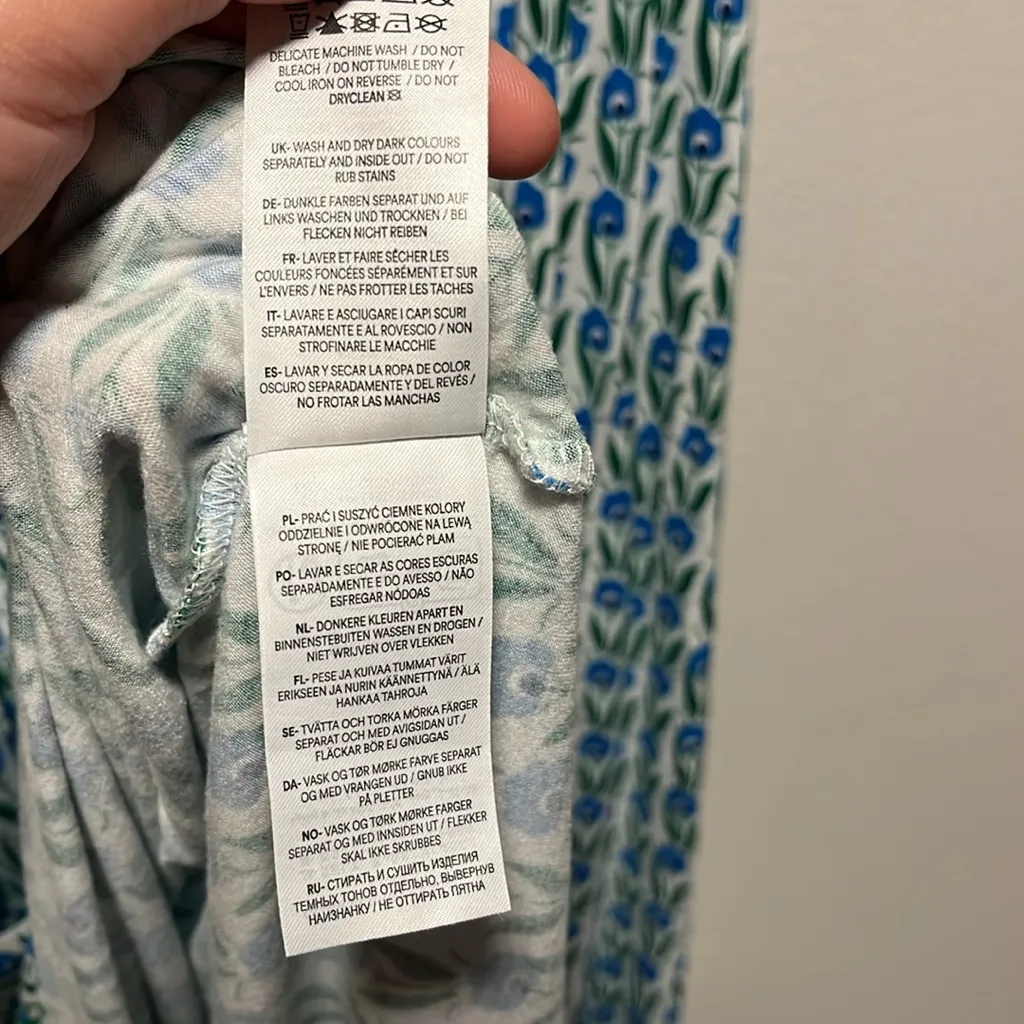 DELICATE MACHINE WASH / DO NOT
BLEACH / DO NOT TUMBLE DRY /
COOL IRON ON REVERSE / DO NOT
DRYCLEAN
UK- WASH AND DRY DARK COLOURS
SEPARATELY AND INSIDE OUT / DO NOT
RUB STAINS
DE- DUNKLE FARBEN SEPARAT UND AUF
LINKS WASCHEN UND TROCKNEN / BEI
FLECKEN NICHT REIBEN
FR- LAVER ET FAIRE SÉCHER LES
COULEURS FONCÉES SÉPARÉMENT ET SUR
L'ENVERS / NE PAS FROTTER LES TACHES
IT- LAVARE E ASCIUGARE I CAPI SCURI
SEPARATAMENTE E AL ROVESCIO / NON
STROFINARE LE MACCHIE
ES- LAVAR Y SECAR LA ROPA DE COLOR
OSCURO SEPARADAMENTE Y DEL REVÉS /
NO FROTAR LAS MANCHAS
PL- PRAĆ I SUSZYĆ CIEMNE KOLORY
ODDZIELNIE I ODWRÓCONE NA LEWĄ
STRONĘ / NIE POCIERAĆ PLAM
PO- LAVAR E SECAR AS CORES ESCURAS
SEPARADAMENTE E DO AVESSO / NÃO
ESFREGAR NÓDOAS
NL- DONKERE KLEUREN APART EN
BINNENSTEBUITEN WASSEN EN DROGEN /
NIET WRIJVEN OVER VLEKKEN
FL- PESE JA KUIVAA TUMMAT VÄRIT
ERIKSEEN JA NURIN KÄÄNNETTYNÄ / ÄLÄ
HANKAA TAHROJA
SE- TVÄTTA OCH TORKA MÖRKA FÄRGER
SEPARAT OCH MED AVIGSIDAN UT /
FLÄCKAR BÖR EJ GNUGGAS
DA- VASK OG TØR MØRKE FARVE SEPARAT
OG MED VRANGEN UD / GNUB IKKE
PÅ PLETTER
NO- VASK OG TØRK MØRKE FARGER
SEPARAT OG MED INNSIDEN UT / FLEKKER
SKAL IKKE SKRUBBES
RU- СТИРАТЬ И СУШИТЬ ИЗДЕЛИЯ
ТЕМНЫХ ТОНОВ ОТДЕЛЬНО, ВЫВЕРНУВ
НАИЗНАНКУ / НЕ ОТТИРАТЬ ПЯТНА